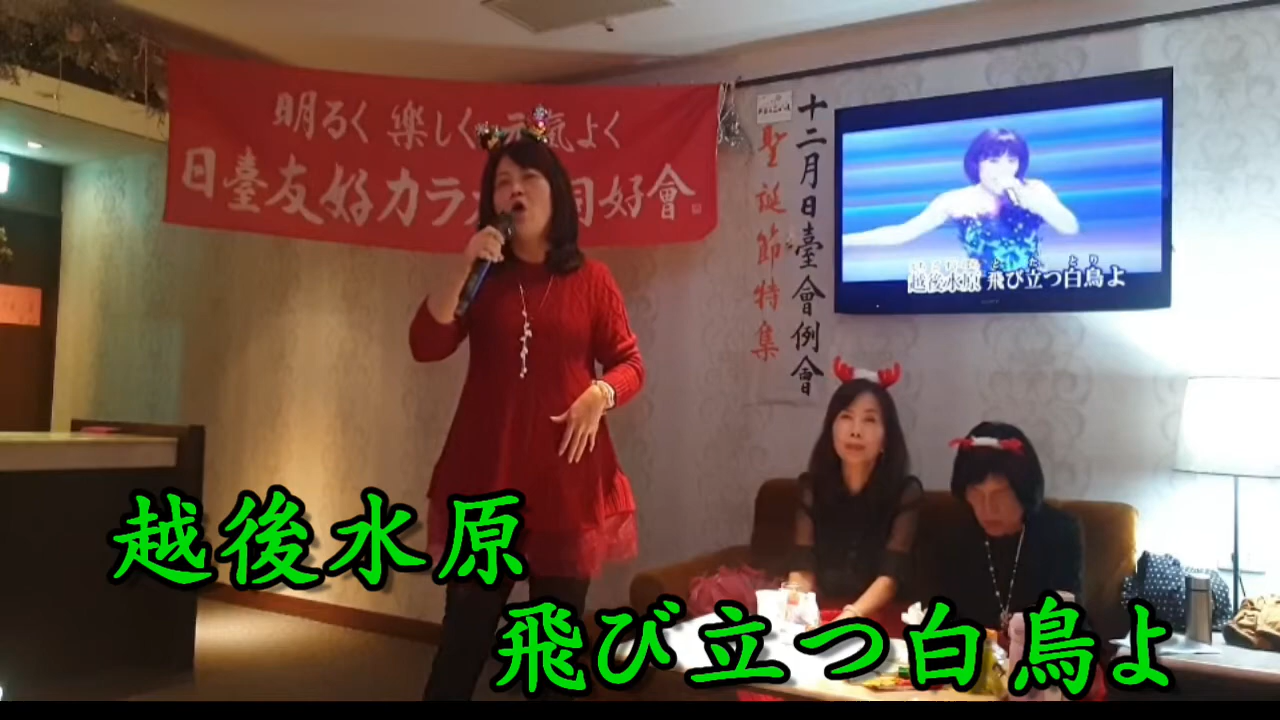 明るく 楽しく 元氣よく
日臺友好カラオ同好會
十二月日臺會例會
聖誕節特集
越後水原 飛び立つ白鳥よ
越後水原
飛び立つ白鳥よ